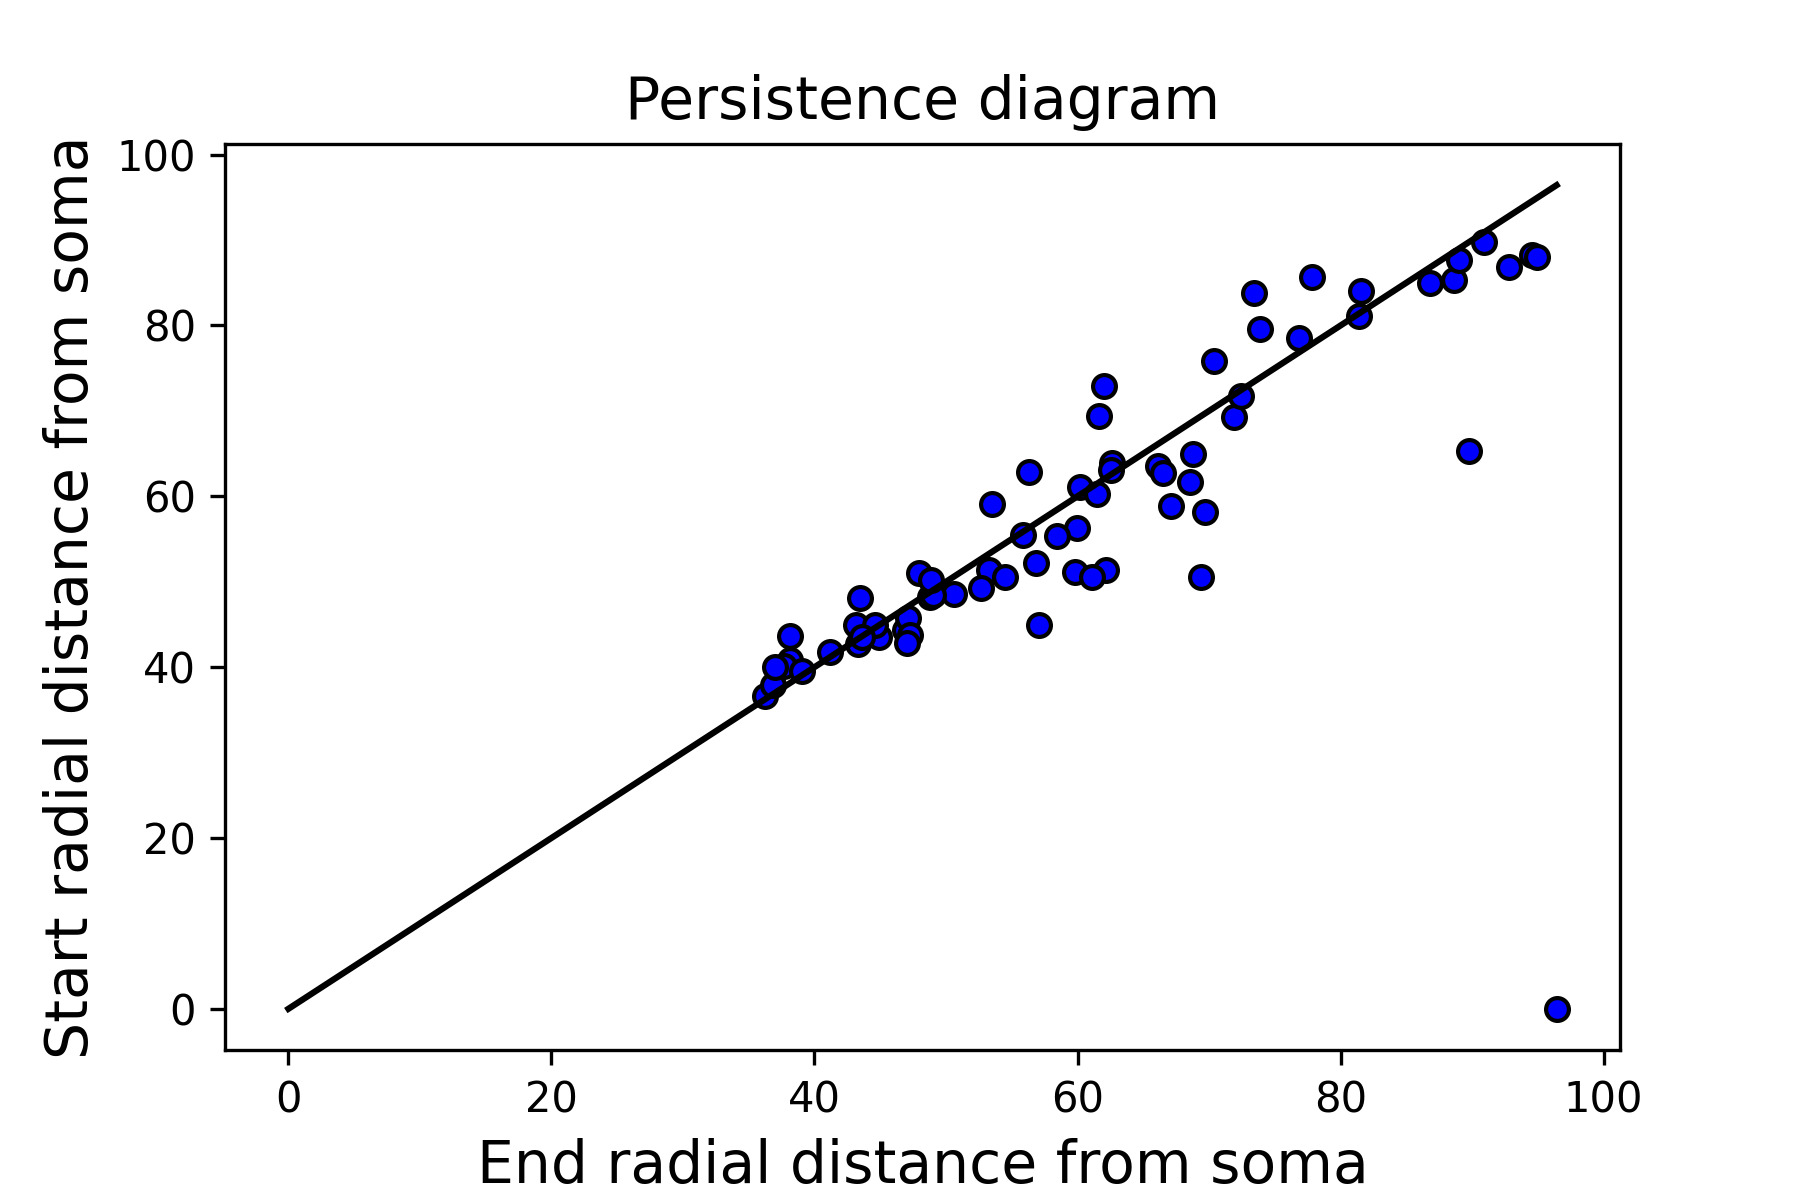 Persistence diagram
Start radial distance from soma
100
80
60
40
20
0
0 20 40 60 80 100
End radial distance from soma